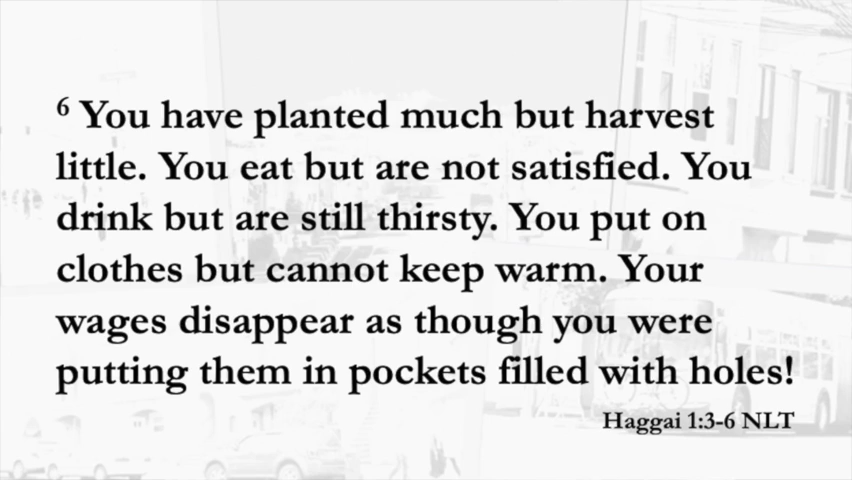 ⁶ You have planted much but harvest
little. You eat but are not satisfied. You
drink but are still thirsty. You put on
clothes but cannot keep warm. Your
wages disappear as though you were
putting them in pockets filled with holes!
Haggai 1:3-6 NLT